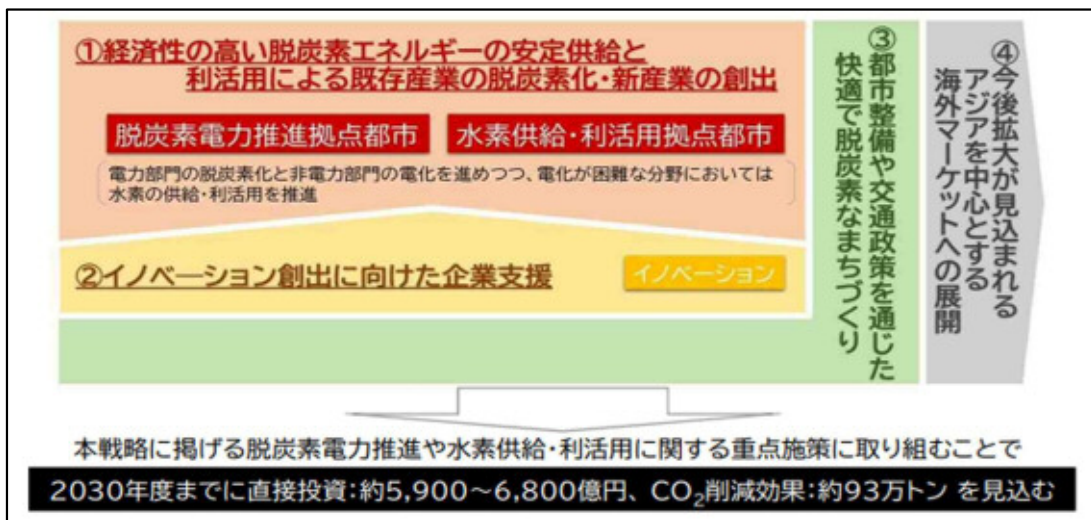 ①経済性の高い脱炭素エネルギーの安定供給と
利活用による既存産業の脱炭素化・新産業の創出
脱炭素電力推進拠点都市
水素供給・利活用拠点都市
電力部門の脱炭素化と非電力部門の電化を進めつつ、電化が困難な分野においては
水素の供給・利活用を推進
②イノベーション創出に向けた企業支援
イノベーション
③都市整備や交通政策を通じた
快適で脱炭素なまちづくり
④今後拡大が見込まれる
アジアを中心とする
海外マーケットへの展開
本戦略に掲げる脱炭素電力推進や水素供給・利活用に関する重点施策に取り組むことで
2030年度までに直接投資:約5,900～6,800億円、CO₂削減効果:約93万トン を見込む